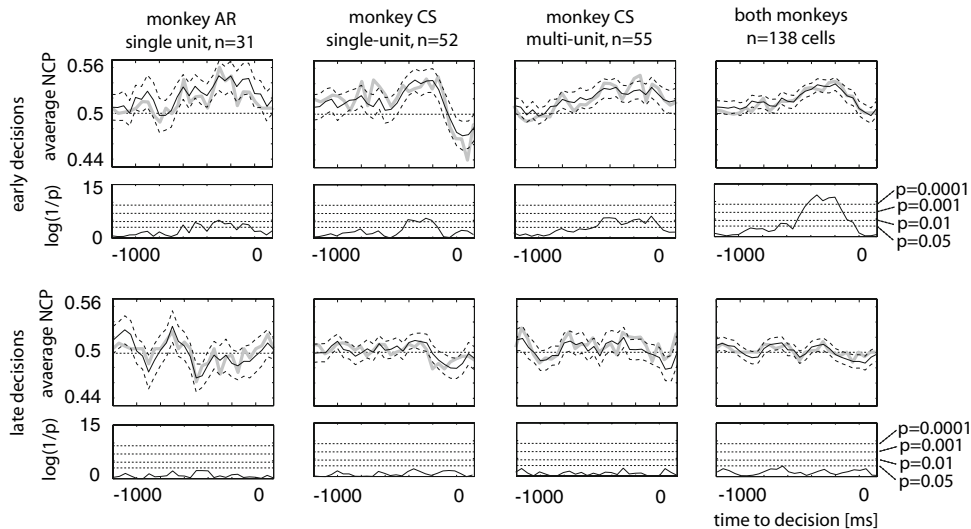 monkey AR
single unit, n=31
monkey CS
single-unit, n=52
monkey CS
multi-unit, n=55
both monkeys
n=138 cells
early decisions
avaerage NCP
0.56
0.5
0.44
log(1/p)
15
0
p=0.0001
p=0.001
p=0.01
p=0.05
-1000 0
-1000 0
-1000 0
-1000 0
late decisions
avaerage NCP
0.56
0.5
0.44
log(1/p)
15
0
p=0.0001
p=0.001
p=0.01
p=0.05
-1000 0
-1000 0
-1000 0
-1000 0
time to decision [ms]